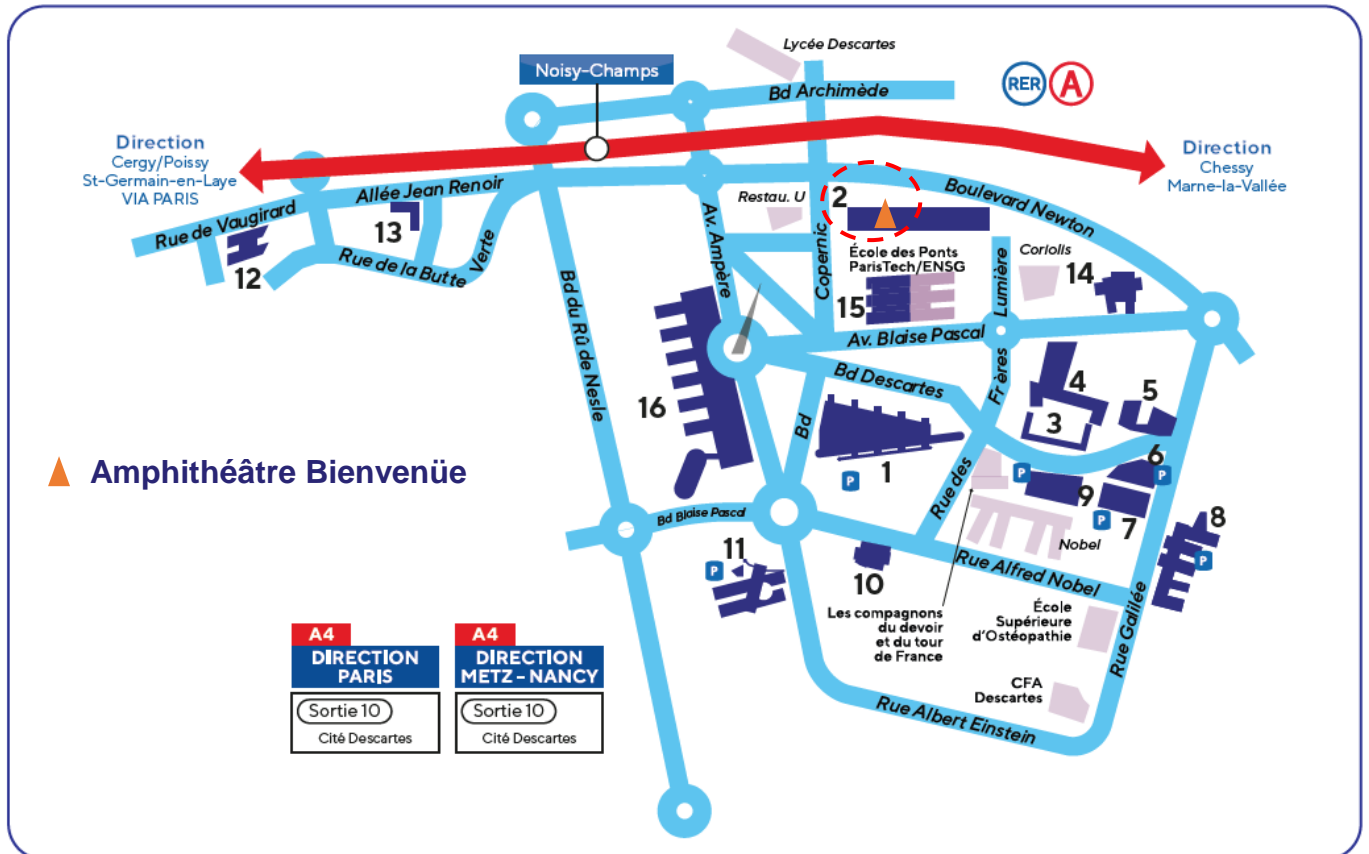 Lycée Descartes
Noisy-Champs
Bd Archimède
RER A
Direction
Cergy/Poissy
St-Germain-en-Laye
VIA PARIS
Direction
Chessy
Marne-la-Vallée
Allée Jean Renoir
Rue de Vaugirard
Boulevard Newton
Restau. U
2
13
12
Rue de la Butte Verte
Av. Ampère
Copernic
École des Ponts
ParisTech/ENSG
Lumière
Coriolis
14
15
Bd du Rû de Nesle
Av. Blaise Pascal
Bd Descartes
Frères
4
5
16
3
Bd
6
Amphithéâtre Bienvenüe
P
1
P
P
9
7
P
Rue des
8
P
Bd Blaise Pascal
Nobel
11
P
10
Rue Alfred Nobel
Rue Galilée
Les compagnons
du devoir
et du tour
de France
École
Supérieure
d'Ostéopathie
CFA
Descartes
Rue Albert Einstein
A4
DIRECTION
PARIS
Sortie 10
Cité Descartes
A4
DIRECTION
METZ – NANCY
Sortie 10
Cité Descartes